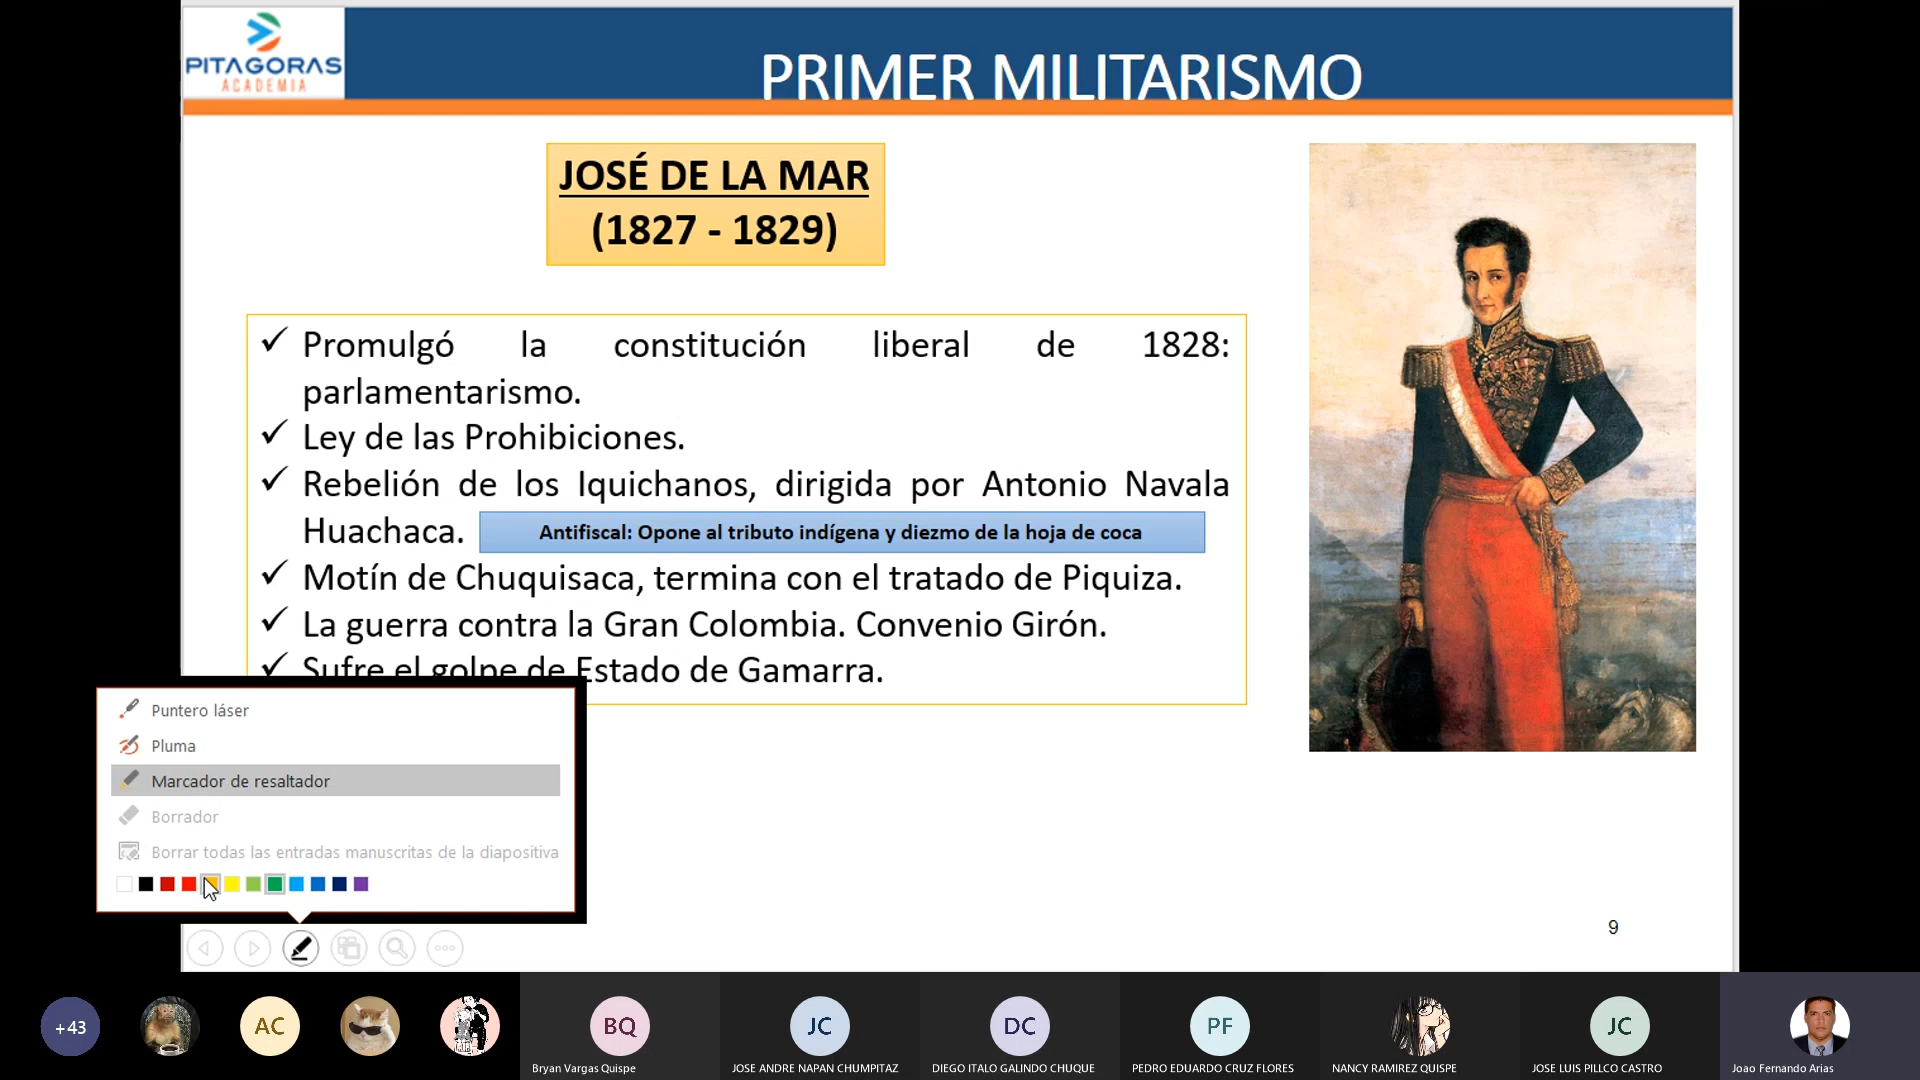 PITAGORAS
ACADEMIA
PRIMER MILITARISMO
JOSÉ DE LA MAR
(1827 - 1829)
✓ Promulgó la constitución liberal de 1828:
parlamentarismo.
✓ Ley de las Prohibiciones.
✓ Rebelión de los Iquichanos, dirigida por Antonio Navala
Huachaca. Antifiscal: Opone al tributo indígena y diezmo de la hoja de coca
✓ Motín de Chuquisaca, termina con el tratado de Piquiza.
✓ La guerra contra la Gran Colombia. Convenio Girón.
✓ Sufre el golpe de Estado de Gamarra.
Puntero láser
Pluma
Marcador de resaltador
Borrador
Borrar todas las entradas manuscritas de la diapositiva
9
+43
AC
BQ
JC
DC
PF
JC
Bryan Vargas Quispe
JOSE ANDRE NAPAN CHUMPITAZ
DIEGO ITALO GALINDO CHUQUE
PEDRO EDUARDO CRUZ FLORES
NANCY RAMIREZ QUISPE
JOSE LUIS PILLCO CASTRO
Joao Fernando Arias